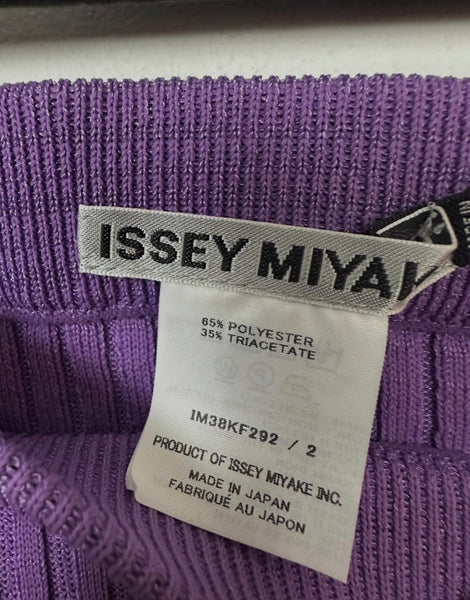 ISSEY MIYAK
65% POLYESTER
35% TRIACETATE
IM38KF292 / 2
PRODUCT OF ISSEY MIYAKE INC.
MADE IN JAPAN
FABRIQUÉ AU JAPON